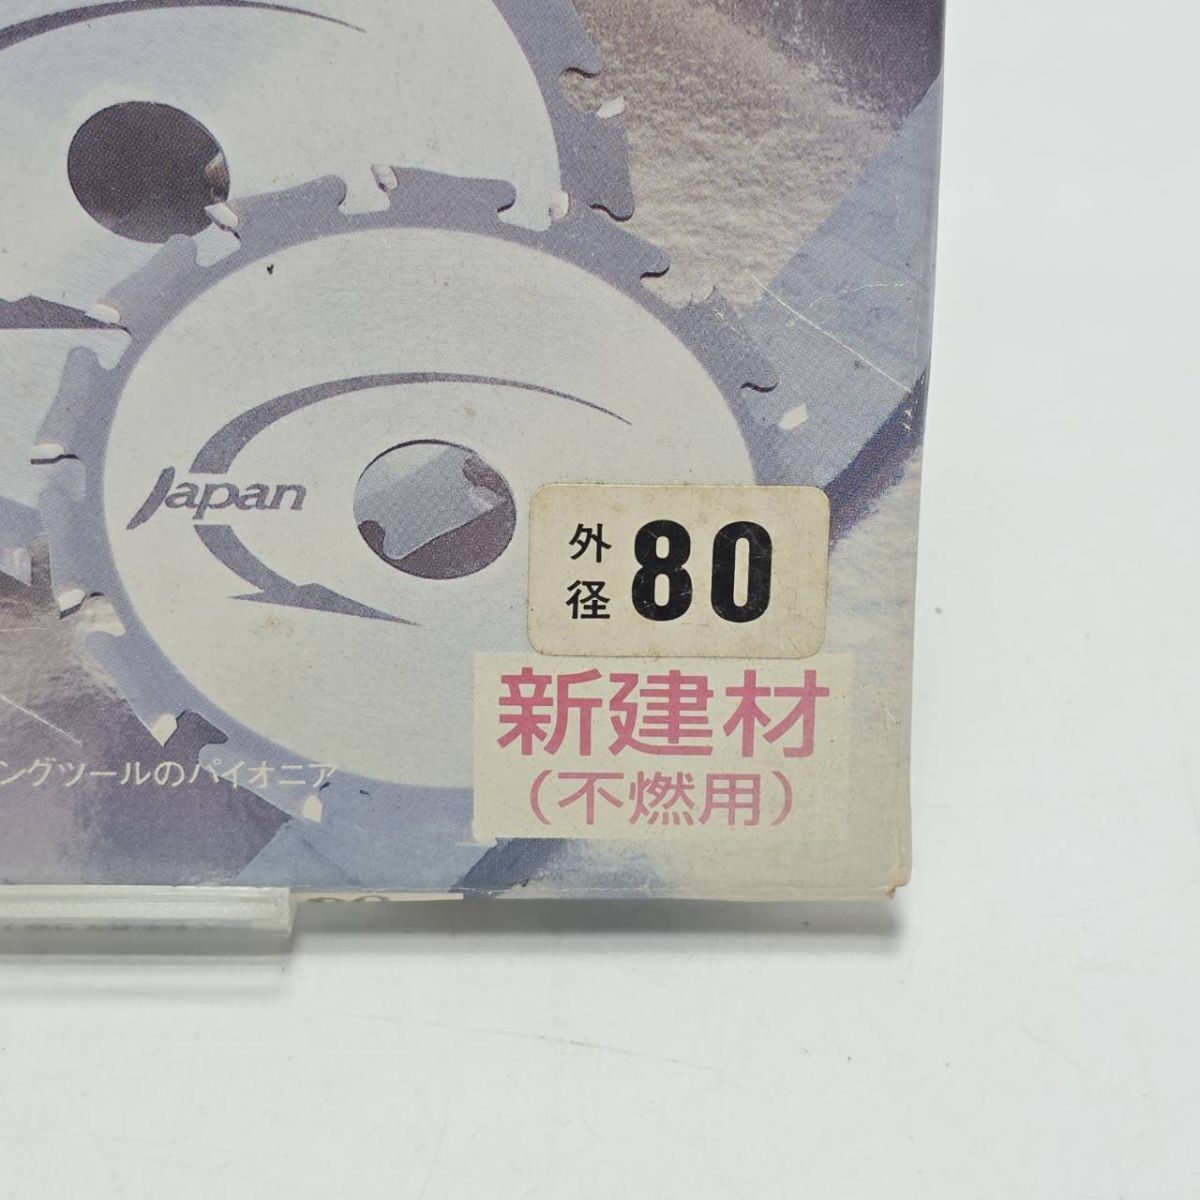 Japan
外径 80
新建材
(不燃用)
ングツールのパイオニア